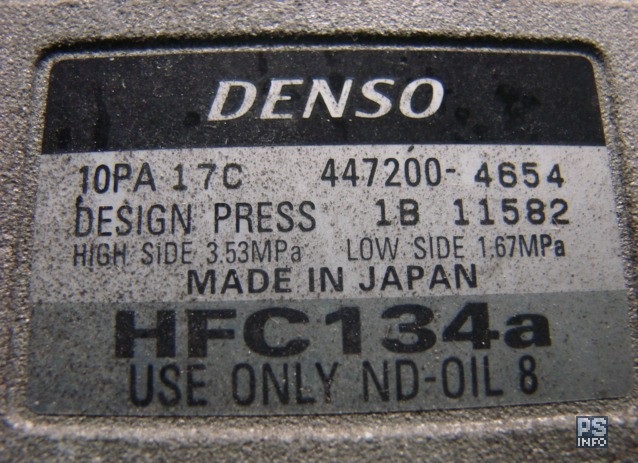 DENSO
10PA 17C 447200-4654
DESIGN PRESS 1B 11582
HIGH SIDE 3.53MPa LOW SIDE 1.67MPa
MADE IN JAPAN
HFC134a
USE ONLY ND-OIL 8
PS
INFO